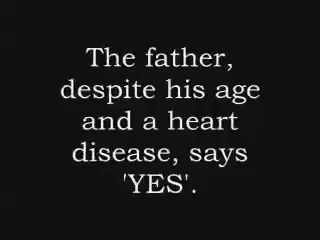 The father,
despite his age
and a heart
disease, says
'YES'.